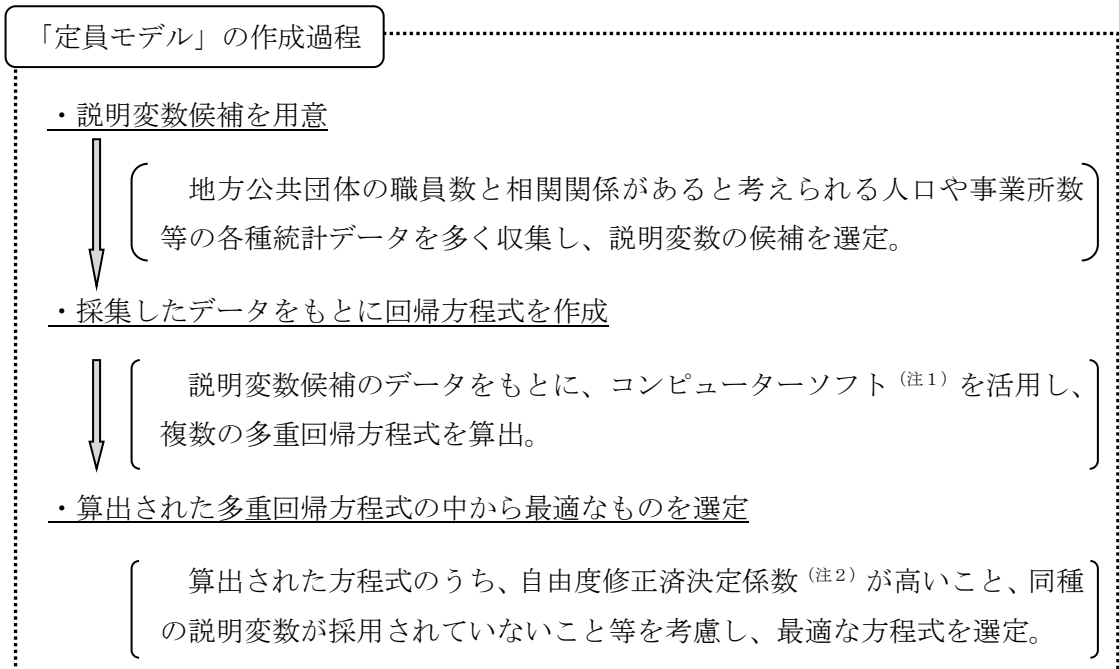 「定員モデル」の作成過程
・説明変数候補を用意
地方公共団体の職員数と相関関係があると考えられる人口や事業所数
等の各種統計データを多く収集し、説明変数の候補を選定。
・採集したデータをもとに回帰方程式を作成
説明変数候補のデータをもとに、コンピューターソフト(注1)を活用し、
複数の多重回帰方程式を算出。
・算出された多重回帰方程式の中から最適なものを選定
算出された方程式のうち、自由度修正済決定係数(注2)が高いこと、同種
の説明変数が採用されていないこと等を考慮し、最適な方程式を選定。